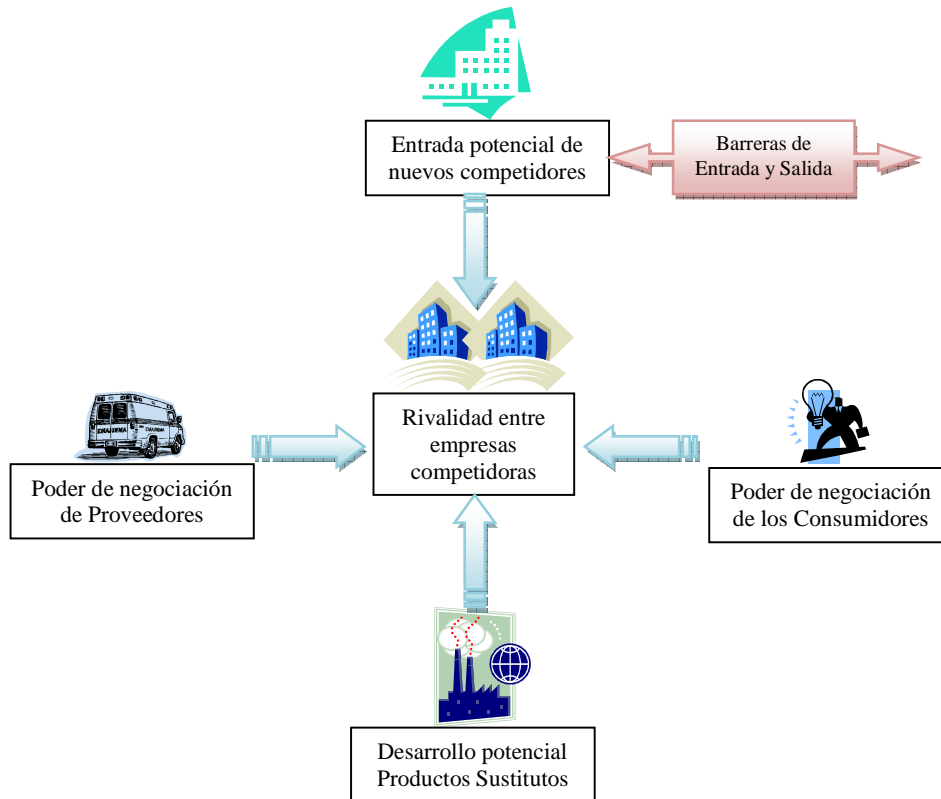 Entrada potencial de
nuevos competidores
Barreras de
Entrada y Salida
Rivalidad entre
empresas
competidoras
Poder de negociación
de Proveedores
Poder de negociación
de los Consumidores
Desarrollo potencial
Productos Sustitutos